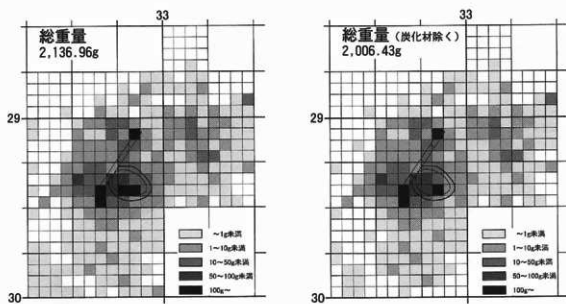 33
総重量
2,136.96g
29
30
～1g未満
1～10g未満
10～50g未満
50～100g未満
100g～
33
総重量 (炭化材除く)
2,006.43g
29
30
～1g未満
1～10g未満
10～50g未満
50～100g未満
100g～